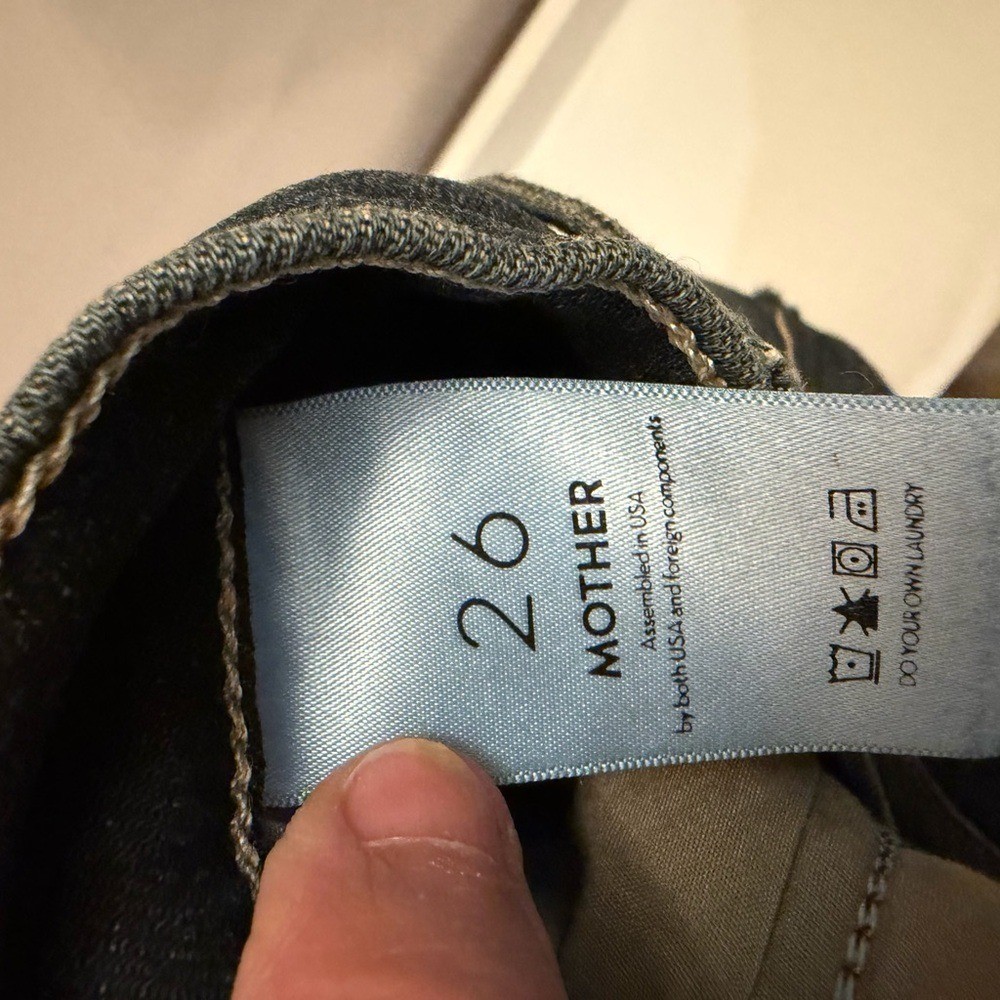 26
MOTHER
Assembled in USA
by both USA and foreign components
DO YOUR OWN LAUNDRY